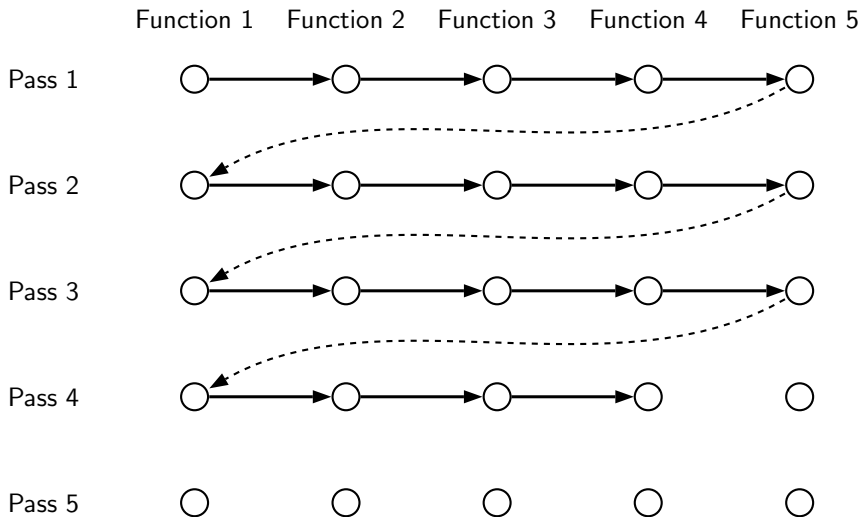 Function 1 Function 2 Function 3 Function 4 Function 5
Pass 1
Pass 2
Pass 3
Pass 4
Pass 5